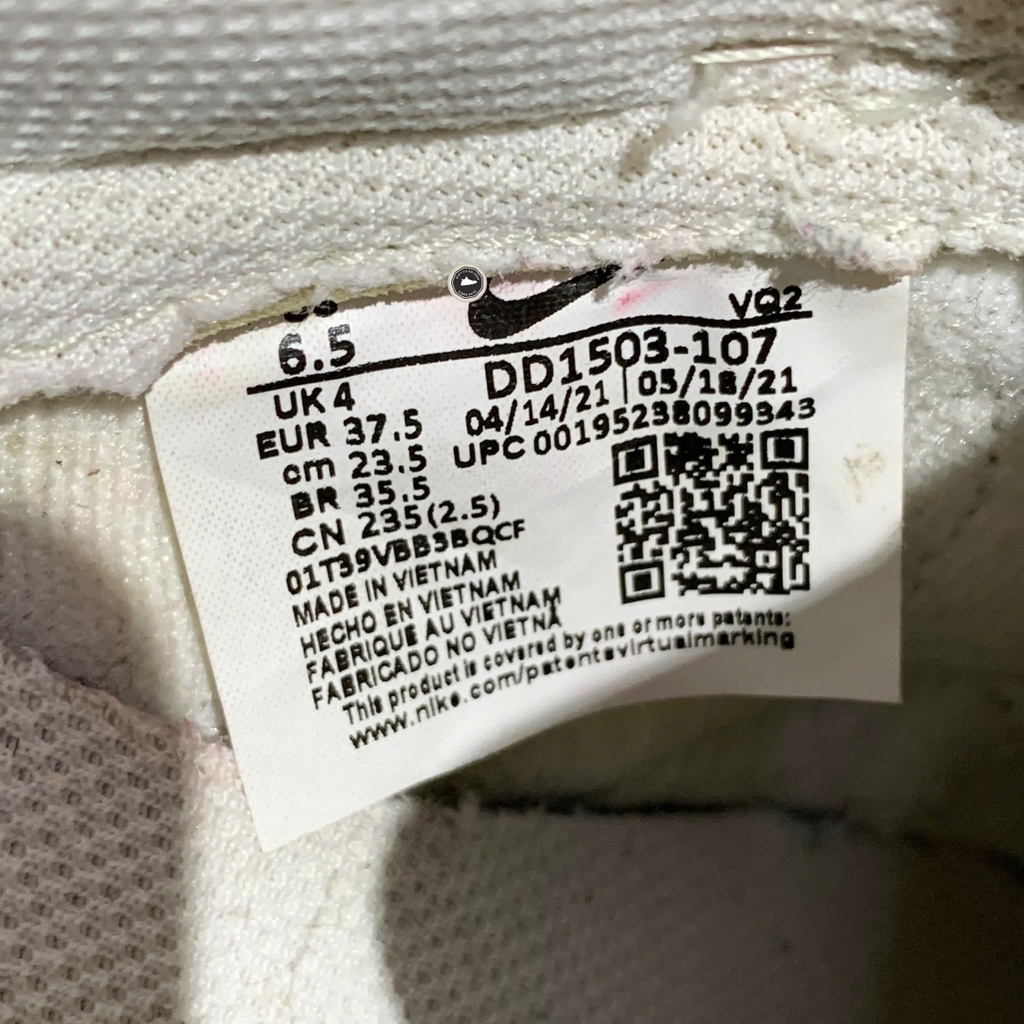 6.5
VQ2
UK 4
EUR 37.5
cm 23.5
BR 35.5
CN 235(2.5)
DD1503-107
04/14/21 | 05/18/21
UPC 00195238099343
01T39VBB3BQCF
MADE IN VIETNAM
HECHO EN VIETNAM
FABRIQUE AU VIETNAM
FABRICADO NO VIETNÃ
This product is covered by one or more patents:
www.nike.com/patentsvirtualmarking